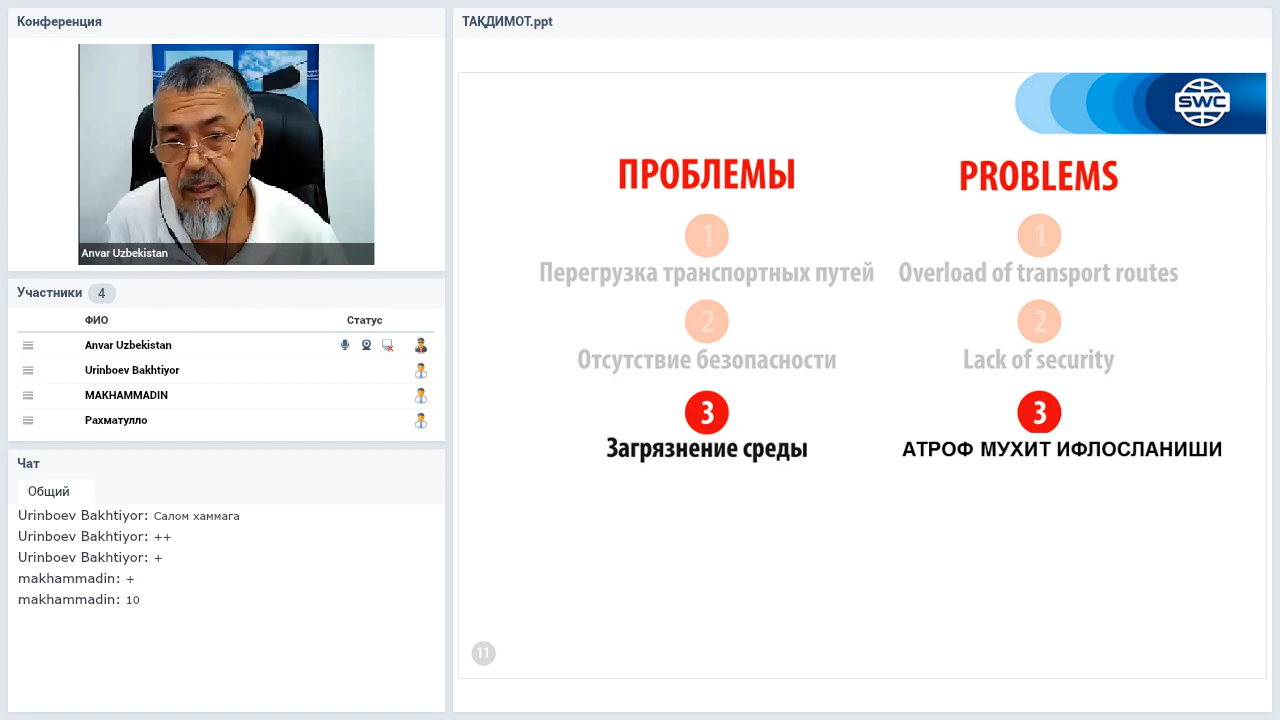 Конференция
Anvar Uzbekistan
Участники 4
ФИО Статус
Anvar Uzbekistan
Urinboev Bakhtiyor
MAKHAMMADIN
Рахматулло
Чат
Общий
Urinboev Bakhtiyor: Салом хаммага
Urinboev Bakhtiyor: ++
Urinboev Bakhtiyor: +
makhammadin: +
makhammadin: 10
ТАҚДИМОТ.ppt
SWC
ПРОБЛЕМЫ
1
Перегрузка транспортных путей
2
Отсутствие безопасности
3
Загрязнение среды
PROBLEMS
1
Overload of transport routes
2
Lack of security
3
АТРОФ МУХИТ ИФЛОСЛАНИШИ
11